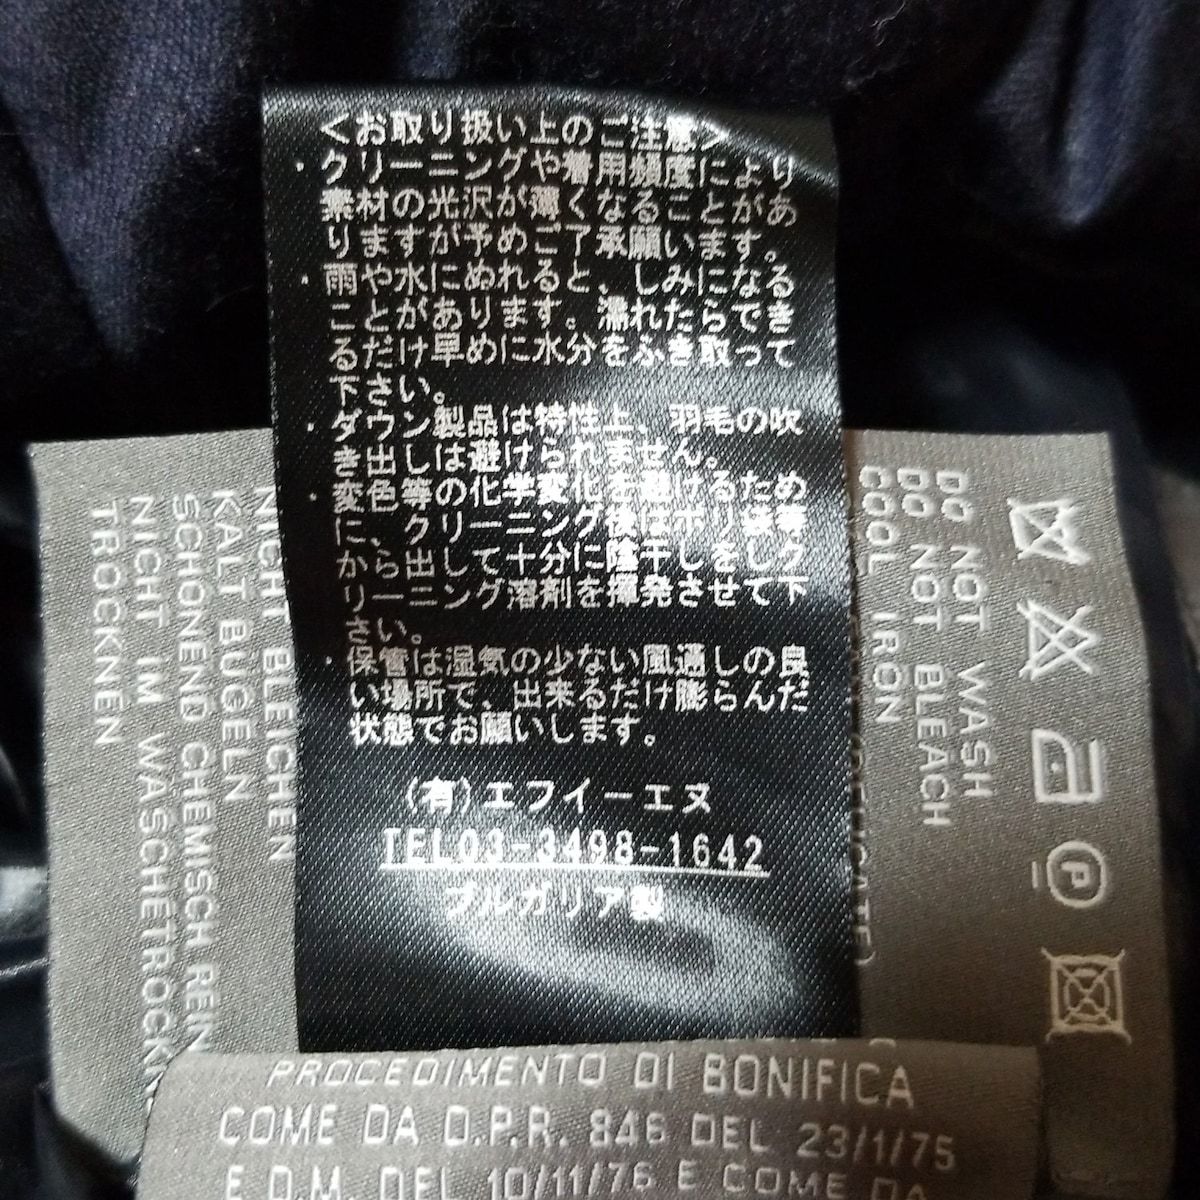 <お取り扱い上のご注意>
・クリーニングや着用頻度により
素材の光沢が薄くなることがあ
りますが予めご了承願います。
・雨や水にぬれると、しみになる
ことがあります。濡れたらでき
るだけ早めに水分をふき取って
下さい。
・ダウン製品は特性上、羽毛の吹
き出しは避けられません。
・変色等の化学変化を避けるため
に、クリーニング後はポリ袋等
から出して十分に陰干しをしク
リーニング溶剤を揮発させて下
さい。
・保管は湿気の少ない風通しの良
い場所で、出来るだけ膨らんだ
状態でお願いします。
(有)エフイーエヌ
TEL03-3498-1642
ブルガリア製
DO NOT WASH
DO NOT BLEACH
COOL IRON
NICHT BLEICHEN
KALT BUGELN
SCHONEND CHEMISCH REIN
NICHT IM WASCHETROCKN
TROCKNEN
PROCEDIMENTO DI BONIFICA
COME DA D.P.R. 846 DEL 23/1/75
E D.M. DEL 10/11/76 E COME DA